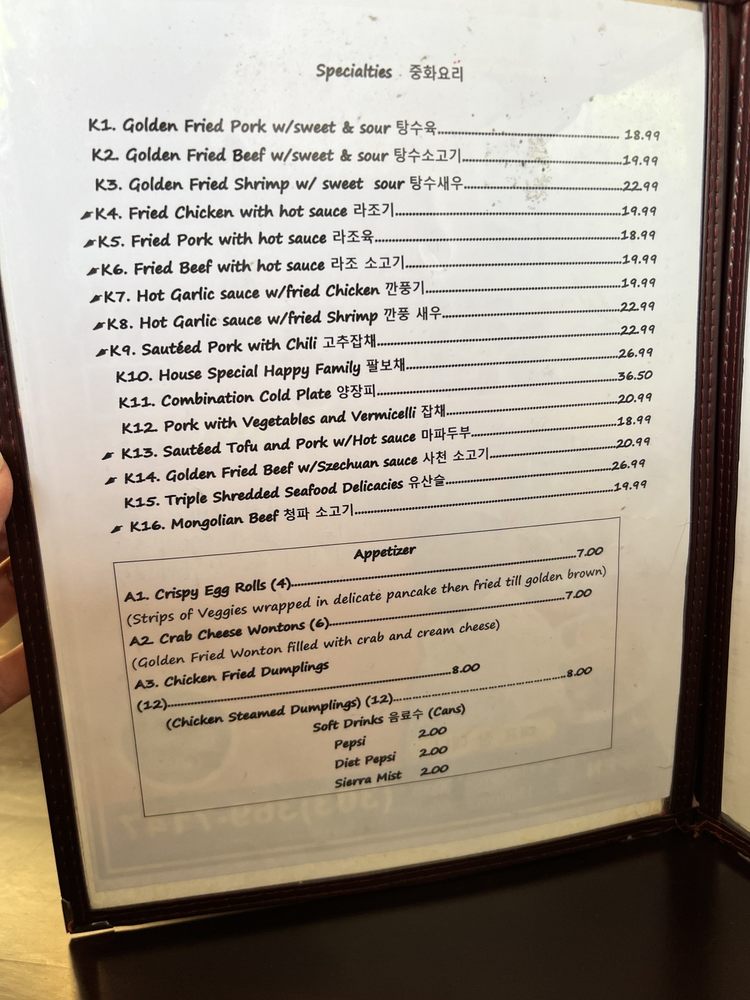 Specialties 중화요리
K1. Golden Fried Pork w/sweet & sour 탕수육 18.99
K2. Golden Fried Beef w/sweet & sour 탕수소고기 19.99
K3. Golden Fried Shrimp w/ sweet sour 탕수새우 22.99
K4. Fried Chicken with hot sauce 라조기 19.99
K5. Fried Pork with hot sauce 라조육 18.99
K6. Fried Beef with hot sauce 라조 소고기 19.99
K7. Hot Garlic sauce w/fried Chicken 깐풍기 19.99
K8. Hot Garlic sauce w/fried Shrimp 깐풍 새우 22.99
K9. Sautéed Pork with Chili 고추잡채 22.99
K10. House Special Happy Family 팔보채 26.99
K11. Combination Cold Plate 양장피 36.50
K12. Pork with Vegetables and Vermicelli 잡채 20.99
K13. Sautéed Tofu and Pork w/Hot sauce 마파두부 18.99
K14. Golden Fried Beef w/Szechuan sauce 사천 소고기 20.99
K15. Triple Shredded Seafood Delicacies 유산슬 26.99
K16. Mongolian Beef 청파 소고기 19.99
Appetizer
A1. Crispy Egg Rolls (4) 7.00
(Strips of Veggies wrapped in delicate pancake then fried till golden brown)
A2. Crab Cheese Wontons (6) 7.00
(Golden Fried Wonton filled with crab and cream cheese)
A3. Chicken Fried Dumplings
(12) 8.00
(Chicken Steamed Dumplings) (12) 8.00
Soft Drinks 음료수 (Cans)
Pepsi 2.00
Diet Pepsi 2.00
Sierra Mist 2.00